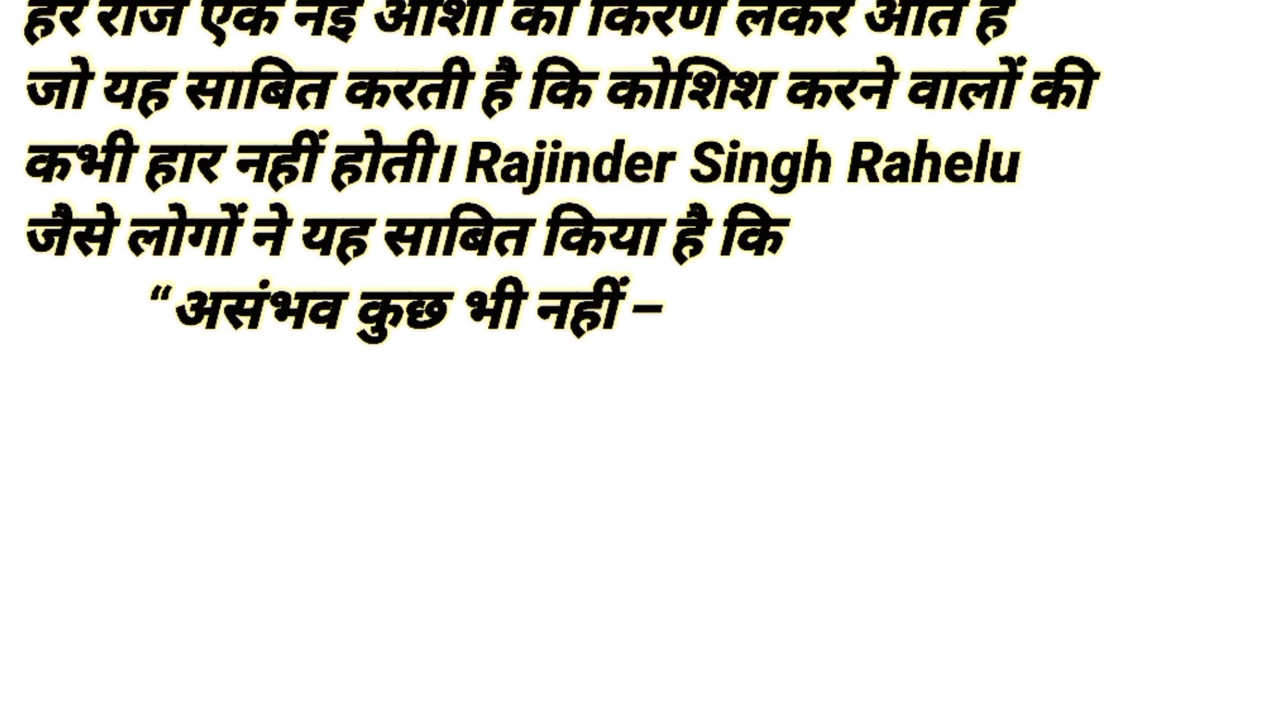 हर रोज एक नई आशा की किरण लेकर आते है
जो यह साबित करती है कि कोशिश करने वालों की
कभी हार नहीं होती। Rajinder Singh Rahelu
जैसे लोगों ने यह साबित किया है कि
“असंभव कुछ भी नहीं –